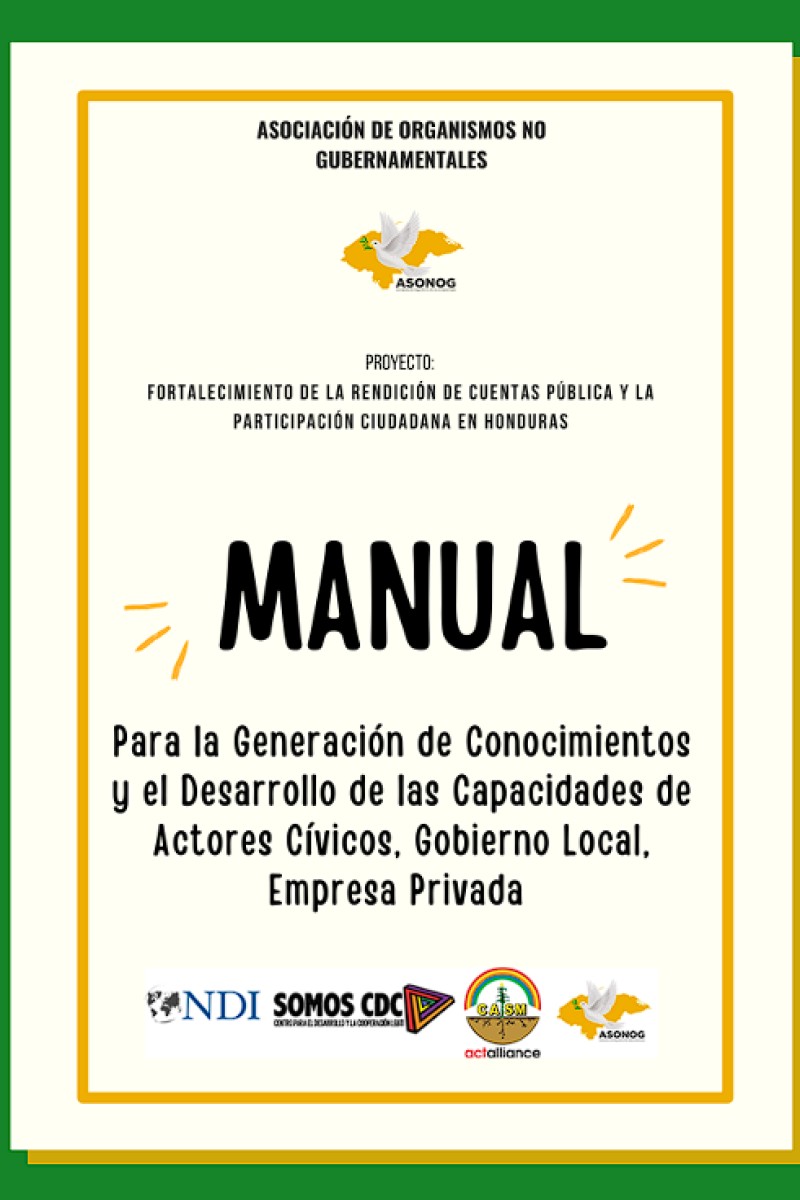 ASOCIACIÓN DE ORGANISMOS NO
GUBERNAMENTALES
ASONOG
PROYECTO:
FORTALECIMIENTO DE LA RENDICIÓN DE CUENTAS PÚBLICA Y LA
PARTICIPACIÓN CIUDADANA EN HONDURAS
MANUAL
Para la Generación de Conocimientos
y el Desarrollo de las Capacidades de
Actores Cívicos, Gobierno Local,
Empresa Privada
NDI
SOMOS CDC
CENTRO PARA EL DESARROLLO Y LA COOPERACIÓN LGBTI
CASM
actalliance
ASONOG